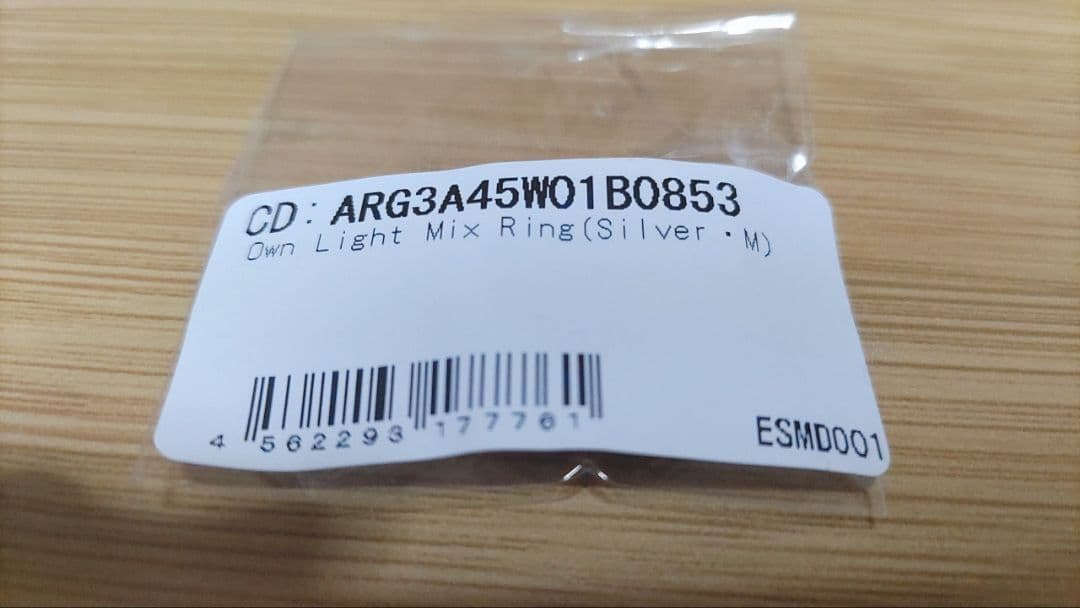 CD: ARG3A45W01B0853
Own Light Mix Ring(Silver・M)
4 562293 177761
ESMD001